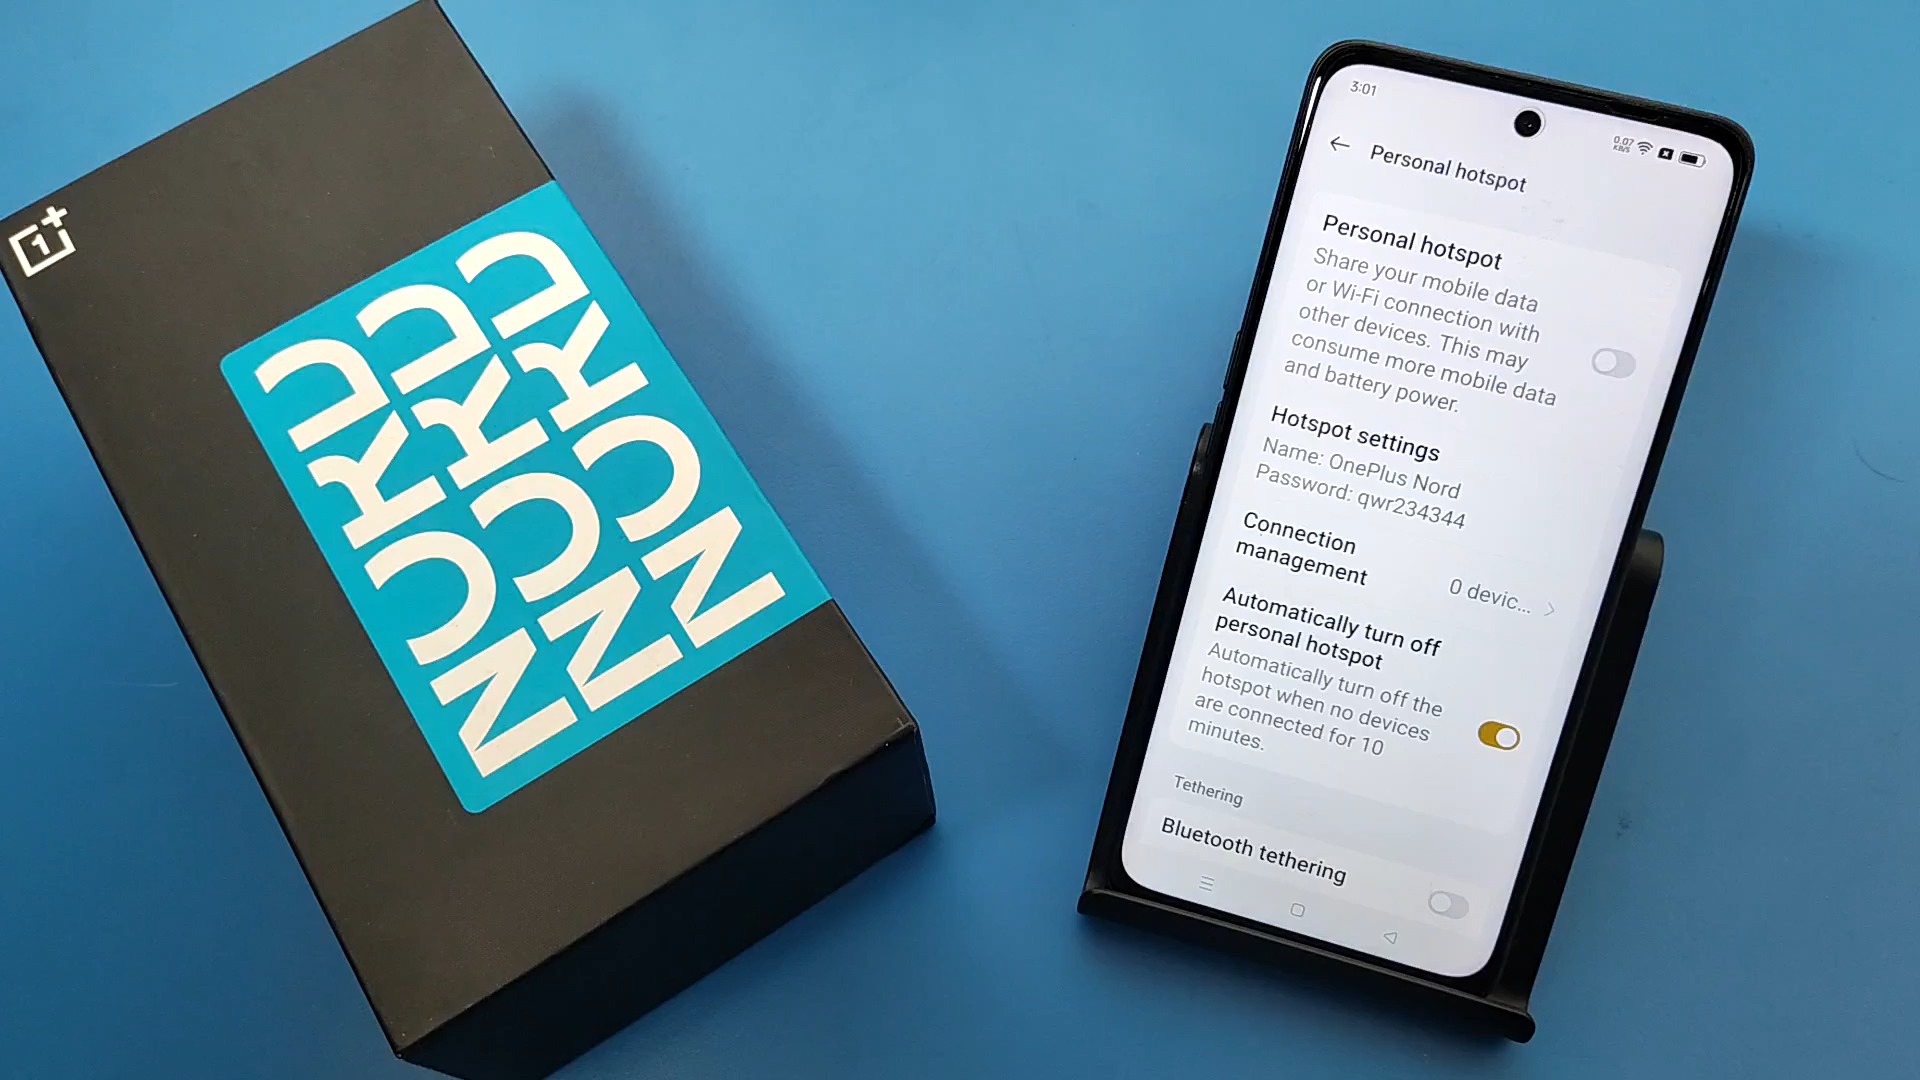 NORD
NORD
NORD
3:01
0.07
KB/S
Personal hotspot
Personal hotspot
Share your mobile data
or Wi-Fi connection with
other devices. This may
consume more mobile data
and battery power.
Hotspot settings
Name: OnePlus Nord
Password: qwr234344
Connection
management
0 devic...
Automatically turn off
personal hotspot
Automatically turn off the
hotspot when no devices
are connected for 10
minutes.
Tethering
Bluetooth tethering